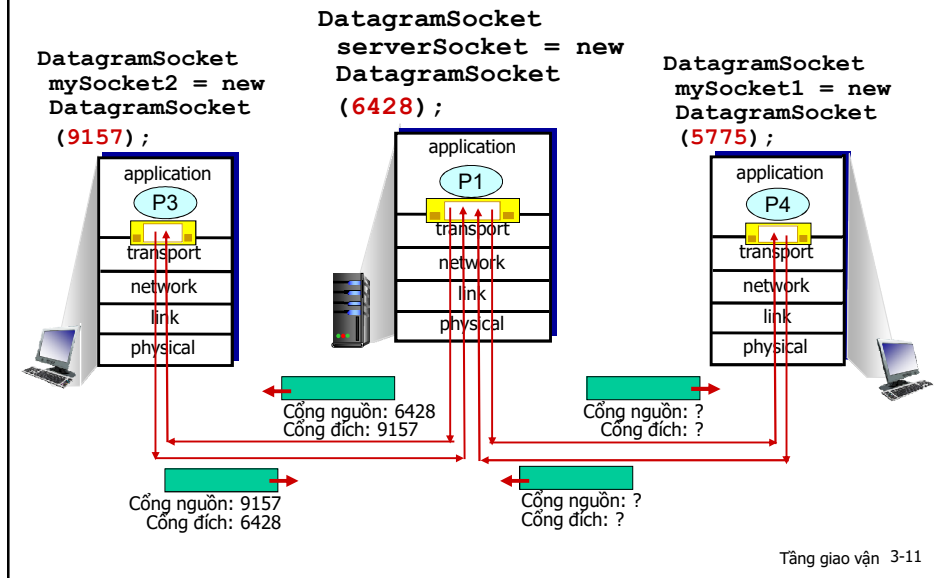 DatagramSocket
serverSocket = new
DatagramSocket
(6428);
DatagramSocket
mySocket2 = new
DatagramSocket
(9157);
DatagramSocket
mySocket1 = new
DatagramSocket
(5775);
application
P3
transport
network
link
physical
application
P1
transport
network
link
physical
application
P4
transport
network
link
physical
Cổng nguồn: 6428
Cổng đích: 9157
Cổng nguồn: ?
Cổng đích: ?
Cổng nguồn: 9157
Cổng đích: 6428
Cổng nguồn: ?
Cổng đích: ?
Tầng giao vận 3-11